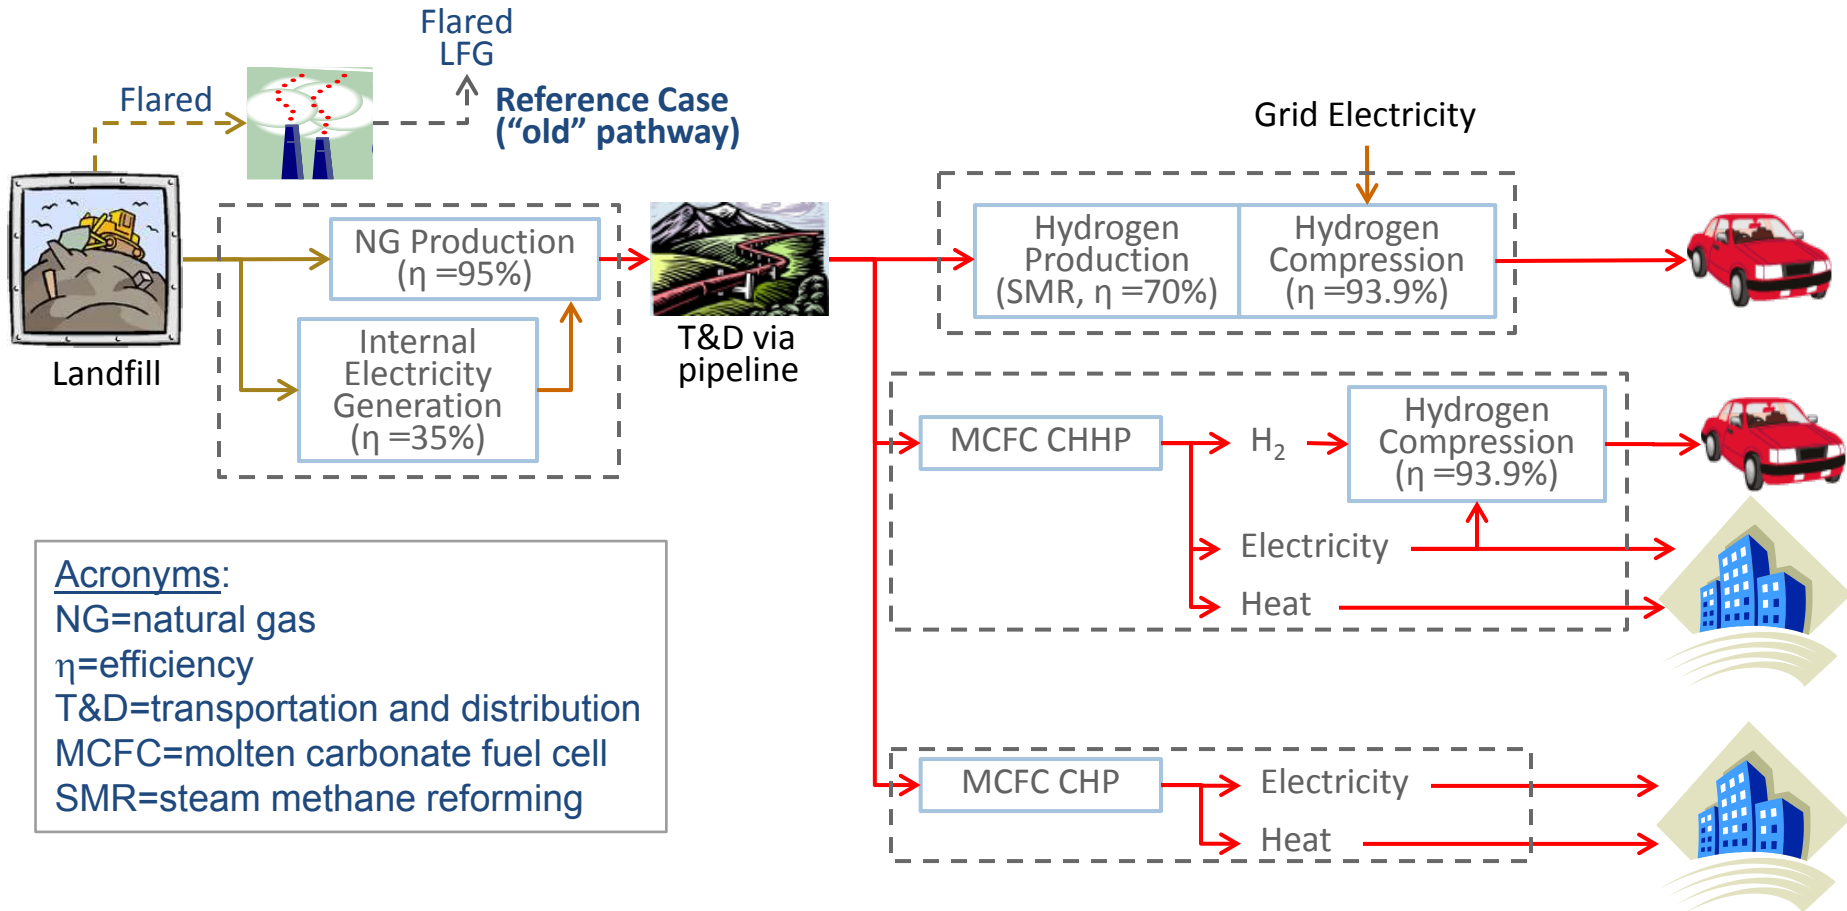 Flared
LFG
Flared
Reference Case
(“old” pathway)
Grid Electricity
Landfill
NG Production
(η =95%)
Internal
Electricity
Generation
(η =35%)
T&D via
pipeline
Hydrogen
Production
(SMR, η =70%)
Hydrogen
Compression
(η =93.9%)
MCFC CHHP
H2
Hydrogen
Compression
(η =93.9%)
Electricity
Heat
MCFC CHP
Electricity
Heat
Acronyms:
NG=natural gas
η=efficiency
T&D=transportation and distribution
MCFC=molten carbonate fuel cell
SMR=steam methane reforming